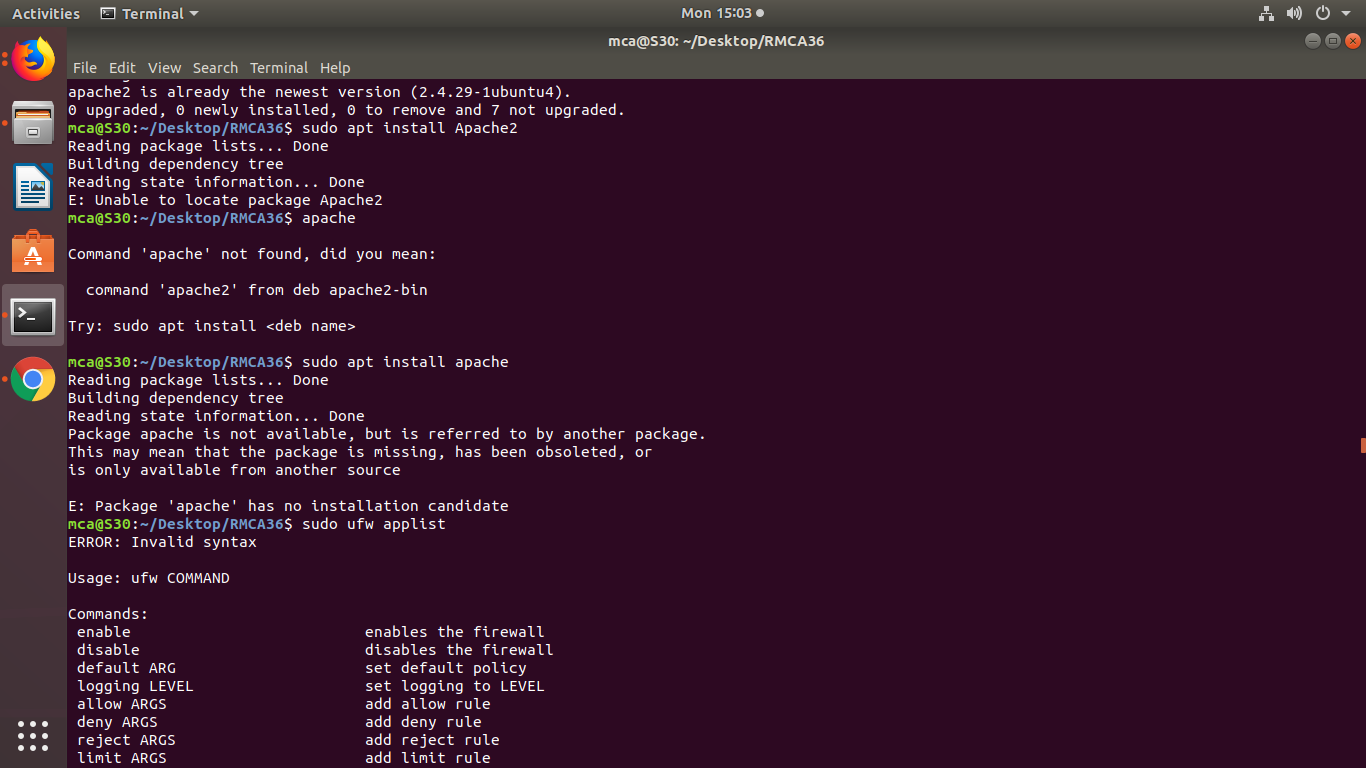 Activities Terminal Mon 15:03
mca@S30: ~/Desktop/RMCA36
File Edit View Search Terminal Help
apache2 is already the newest version (2.4.29-1ubuntu4).
0 upgraded, 0 newly installed, 0 to remove and 7 not upgraded.
mca@S30:~/Desktop/RMCA36$ sudo apt install Apache2
Reading package lists... Done
Building dependency tree
Reading state information... Done
E: Unable to locate package Apache2
mca@S30:~/Desktop/RMCA36$ apache
Command 'apache' not found, did you mean:
command 'apache2' from deb apache2-bin
Try: sudo apt install <deb name>
mca@S30:~/Desktop/RMCA36$ sudo apt install apache
Reading package lists... Done
Building dependency tree
Reading state information... Done
Package apache is not available, but is referred to by another package.
This may mean that the package is missing, has been obsoleted, or
is only available from another source
E: Package 'apache' has no installation candidate
mca@S30:~/Desktop/RMCA36$ sudo ufw applist
ERROR: Invalid syntax
Usage: ufw COMMAND
Commands:
enable enables the firewall
disable disables the firewall
default ARG set default policy
logging LEVEL set logging to LEVEL
allow ARGS add allow rule
deny ARGS add deny rule
reject ARGS add reject rule
limit ARGS add limit rule